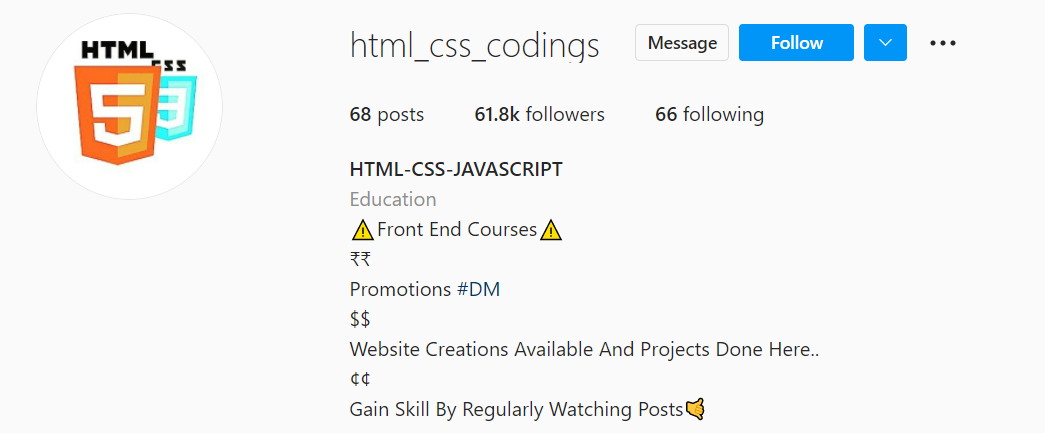 HTML
CSS
5 3
html_css_codings Message Follow
68 posts 61.8k followers 66 following
HTML-CSS-JAVASCRIPT
Education
⚠️Front End Courses⚠️
₹₹
Promotions #DM
$$
Website Creations Available And Projects Done Here..
¢¢
Gain Skill By Regularly Watching Posts🤙